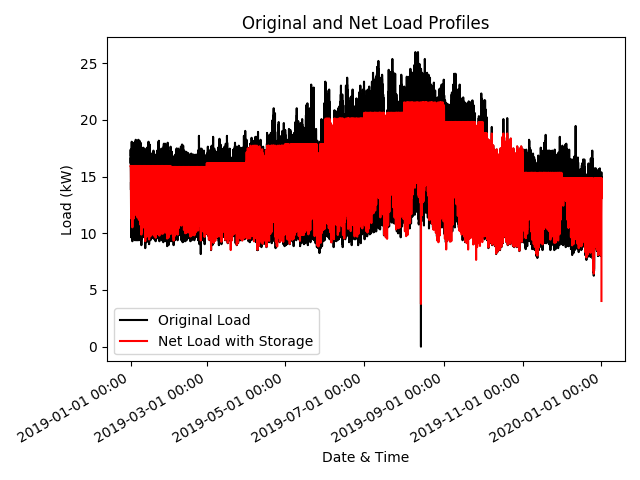 Original and Net Load Profiles
25
20
15
10
5
0
Load (kW)
Original Load
Net Load with Storage
2019-01-01 00:00
2019-03-01 00:00
2019-05-01 00:00
2019-07-01 00:00
2019-09-01 00:00
2019-11-01 00:00
2020-01-01 00:00
Date & Time